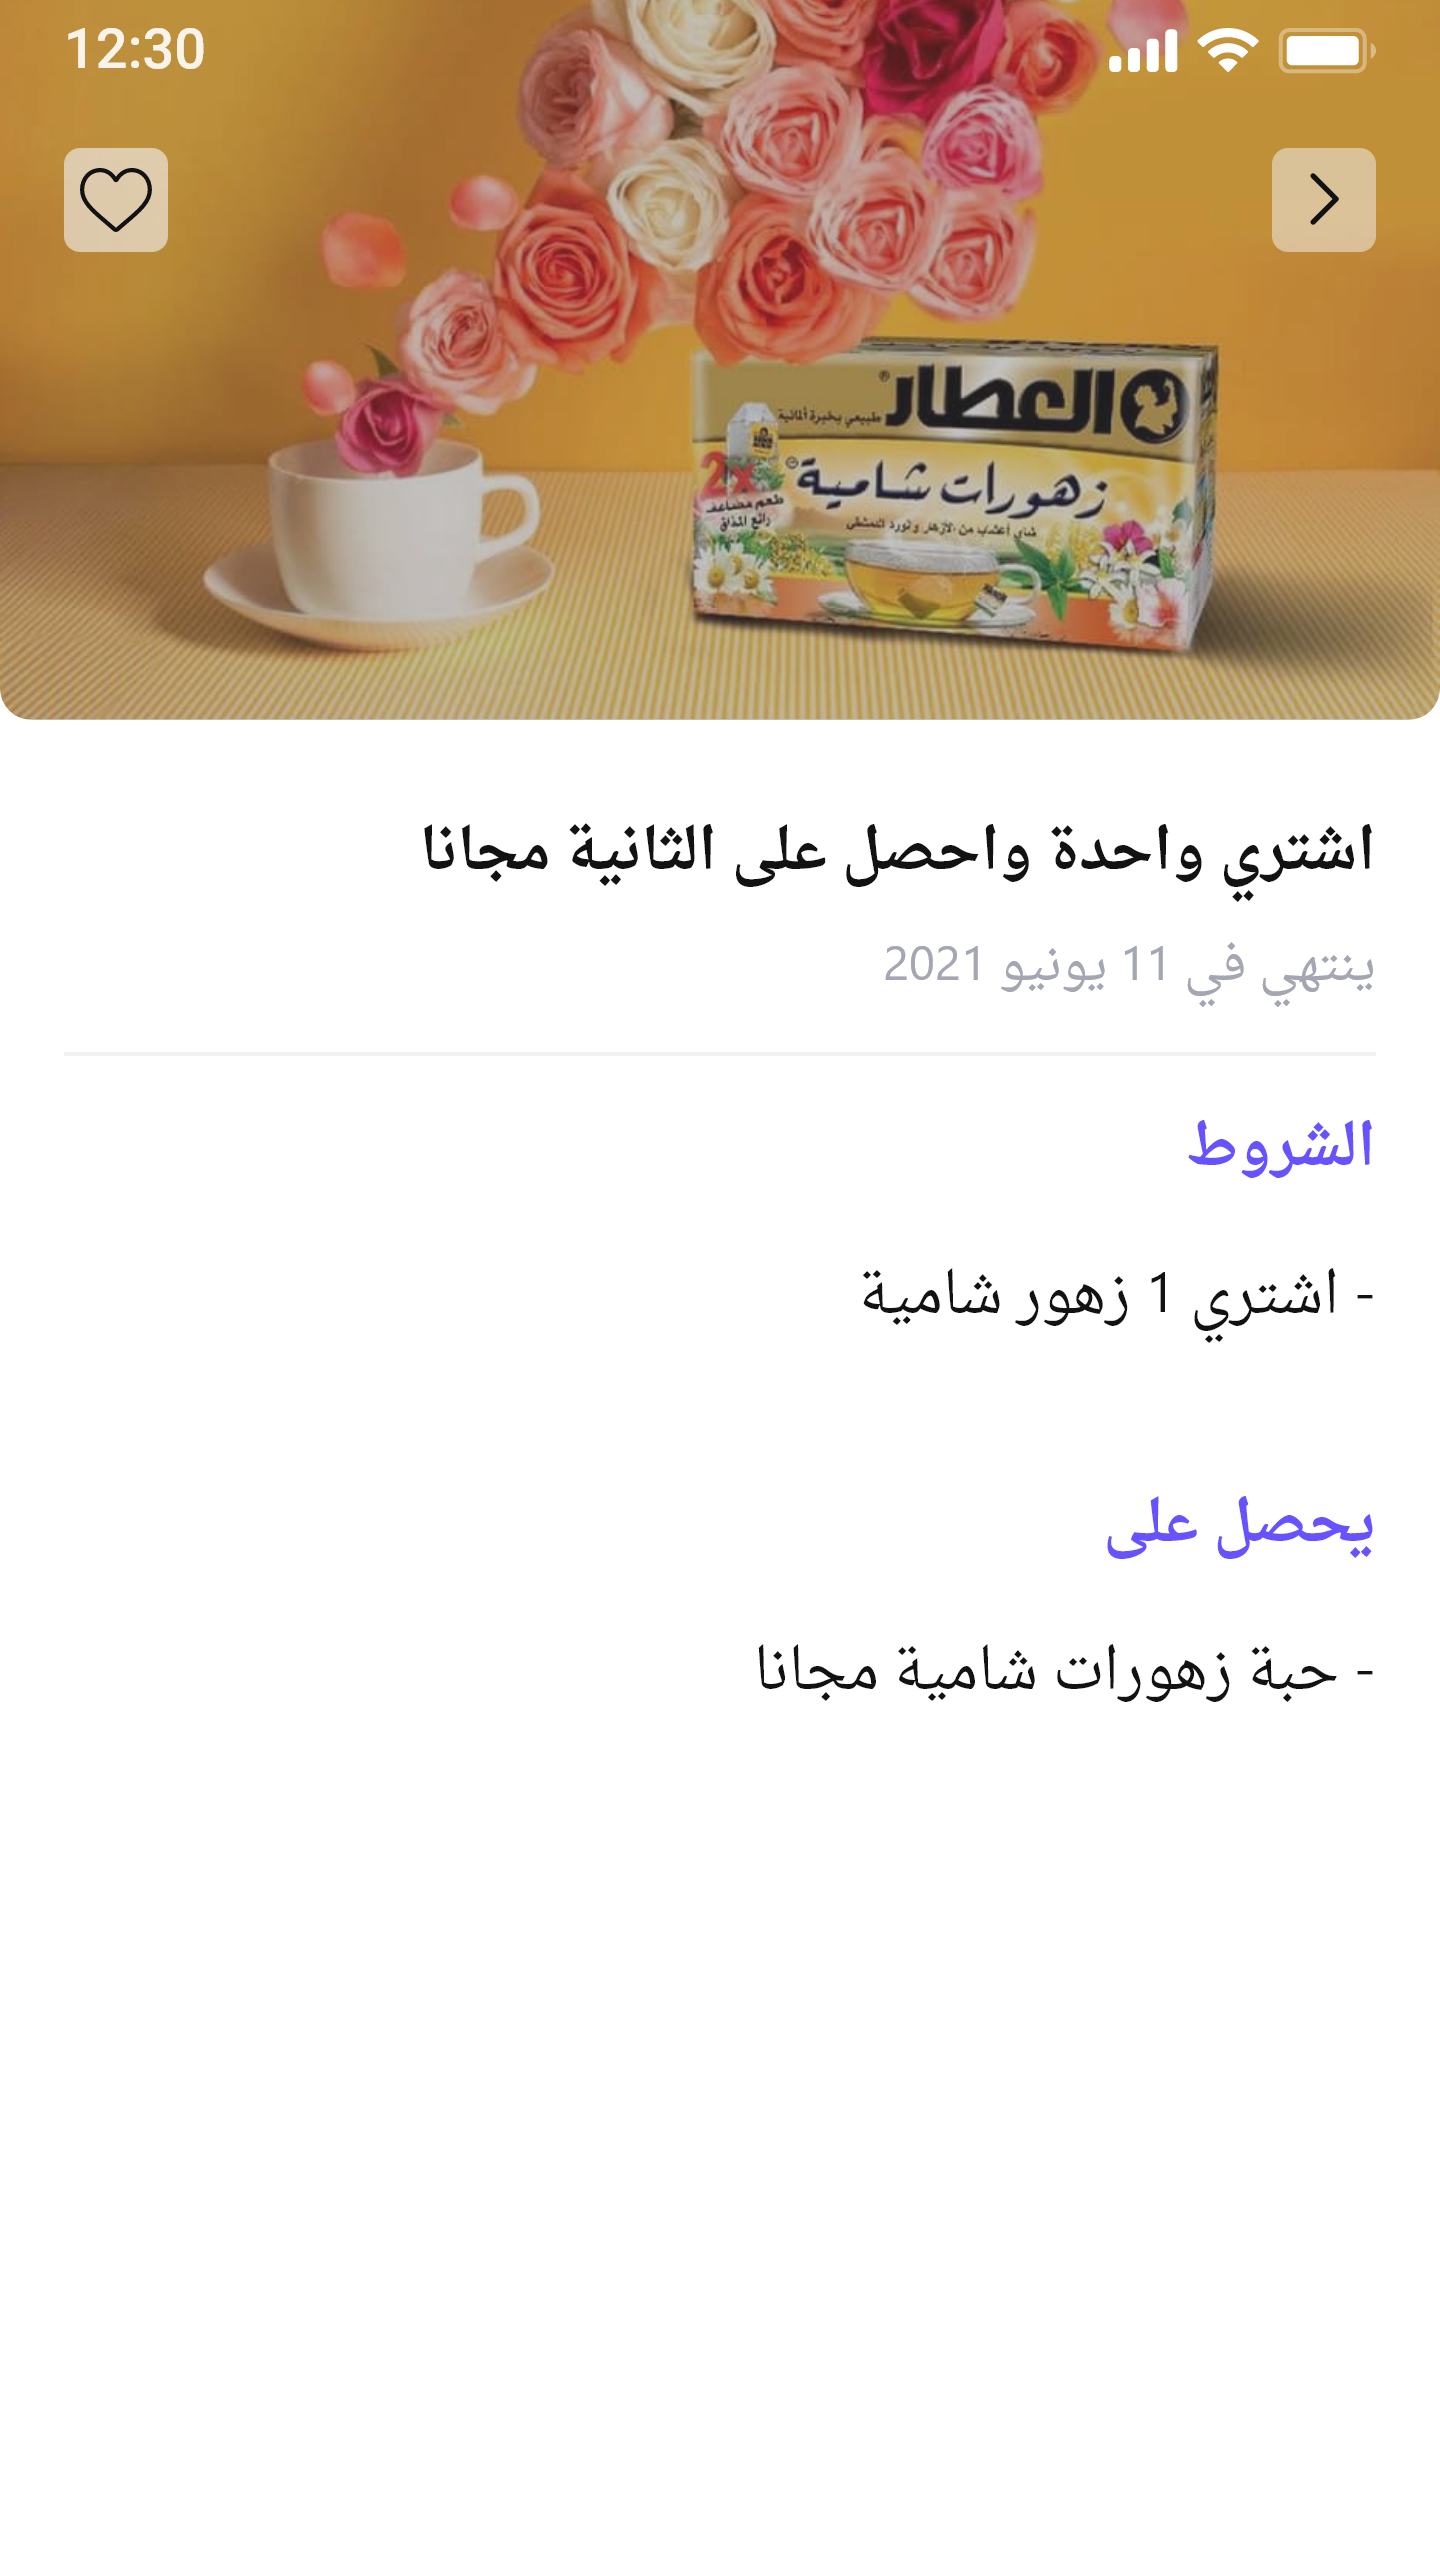 12:30
العطار
طبيعي بخبرة ألمانية
زهورات شامية
2x
طعم مضاعف
رائع المذاق
شاي أعشاب من الأزهار والورد الدمشقي
اشتري واحدة واحصل على الثانية مجانا
ينتهي في 11 يونيو 2021
الشروط
- اشتري 1 زهور شامية
يحصل على
- حبة زهورات شامية مجانا